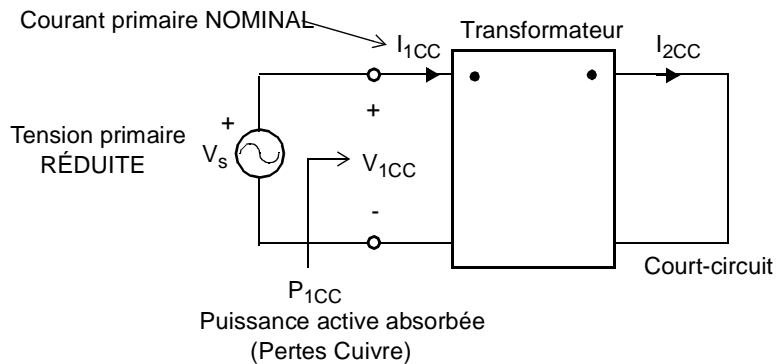 Courant primaire NOMINAL
Transformateur
I1CC
I2CC
Tension primaire
RÉDUITE
+
Vs
+
V1CC
-
Court-circuit
P1CC
Puissance active absorbée
(Pertes Cuivre)